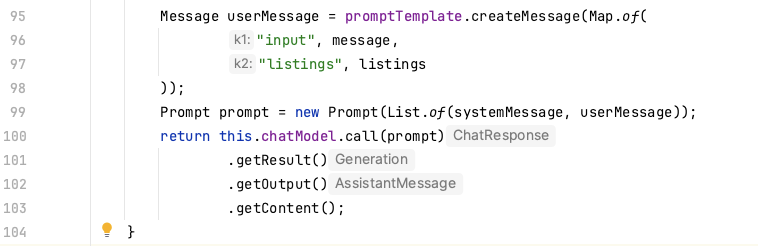 95 Message userMessage = promptTemplate.createMessage(Map.of(
96 k1: "input", message,
97 k2: "listings", listings
98 ));
99 Prompt prompt = new Prompt(List.of(systemMessage, userMessage));
100 return this.chatModel.call(prompt) ChatResponse
101 .getResult() Generation
102 .getOutput() AssistantMessage
103 .getContent();
104 }